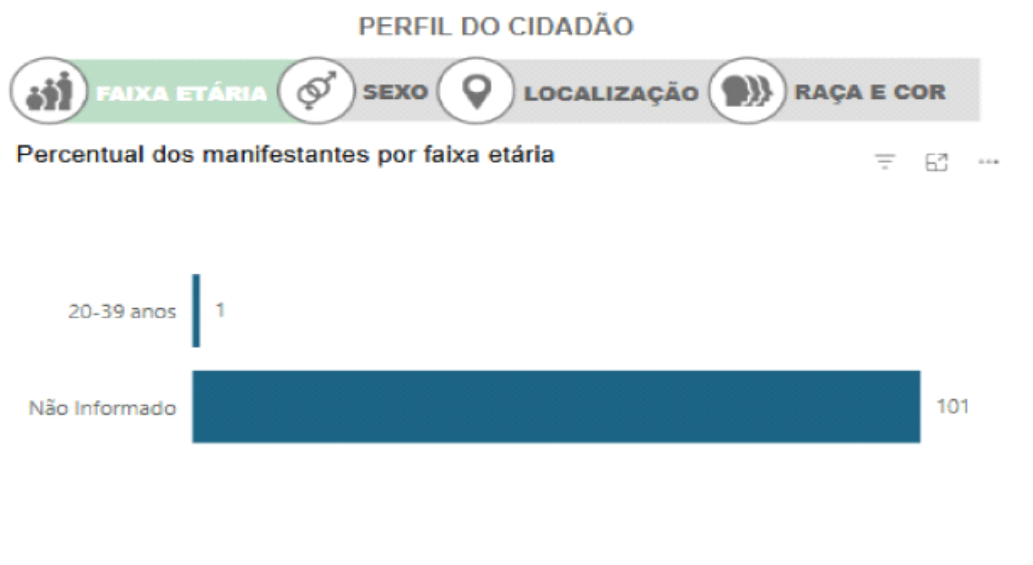 PERFIL DO CIDADÃO
FAIXA ETÁRIA SEXO LOCALIZAÇÃO RAÇA E COR
Percentual dos manifestantes por faixa etária
20-39 anos 1
Não Informado 101